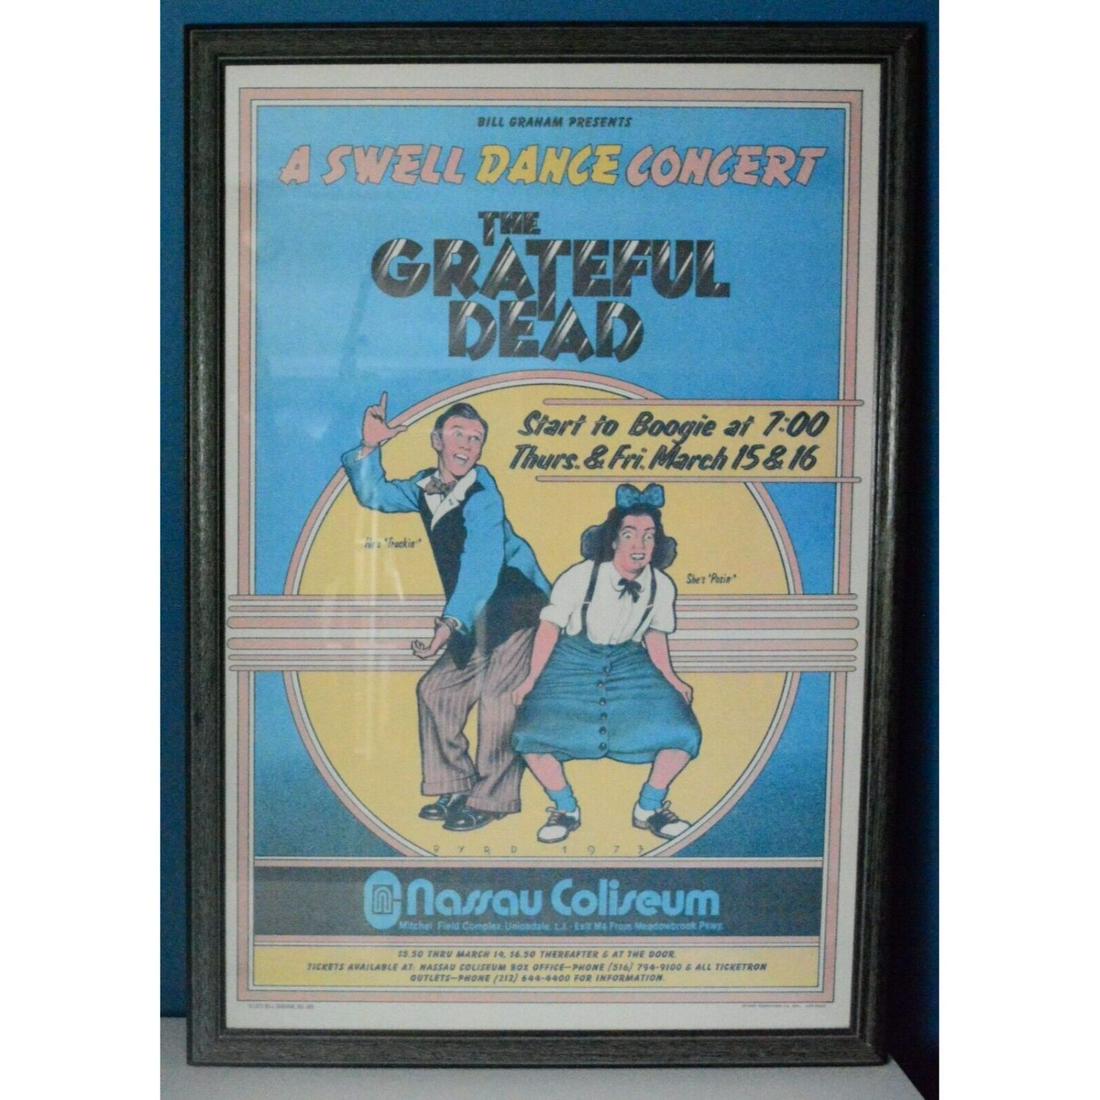 BILL GRAHAM PRESENTS
A SWELL DANCE CONCERT
THE
GRATEFUL
DEAD
Start to Boogie at 7:00
Thurs. & Fri. March 15 & 16
He's "Truckin"
She's "Posin"
BYRD 1973
Nassau Coliseum
Mitchel Field Complex, Uniondale, L.I. - Exit M4 From Meadowbrook Pkwy.
$5.50 THRU MARCH 14, $6.50 THEREAFTER & AT THE DOOR.
TICKETS AVAILABLE AT: NASSAU COLISEUM BOX OFFICE—PHONE (516) 794-9100 & ALL TICKETRON
OUTLETS—PHONE (212) 644-4400 FOR INFORMATION.